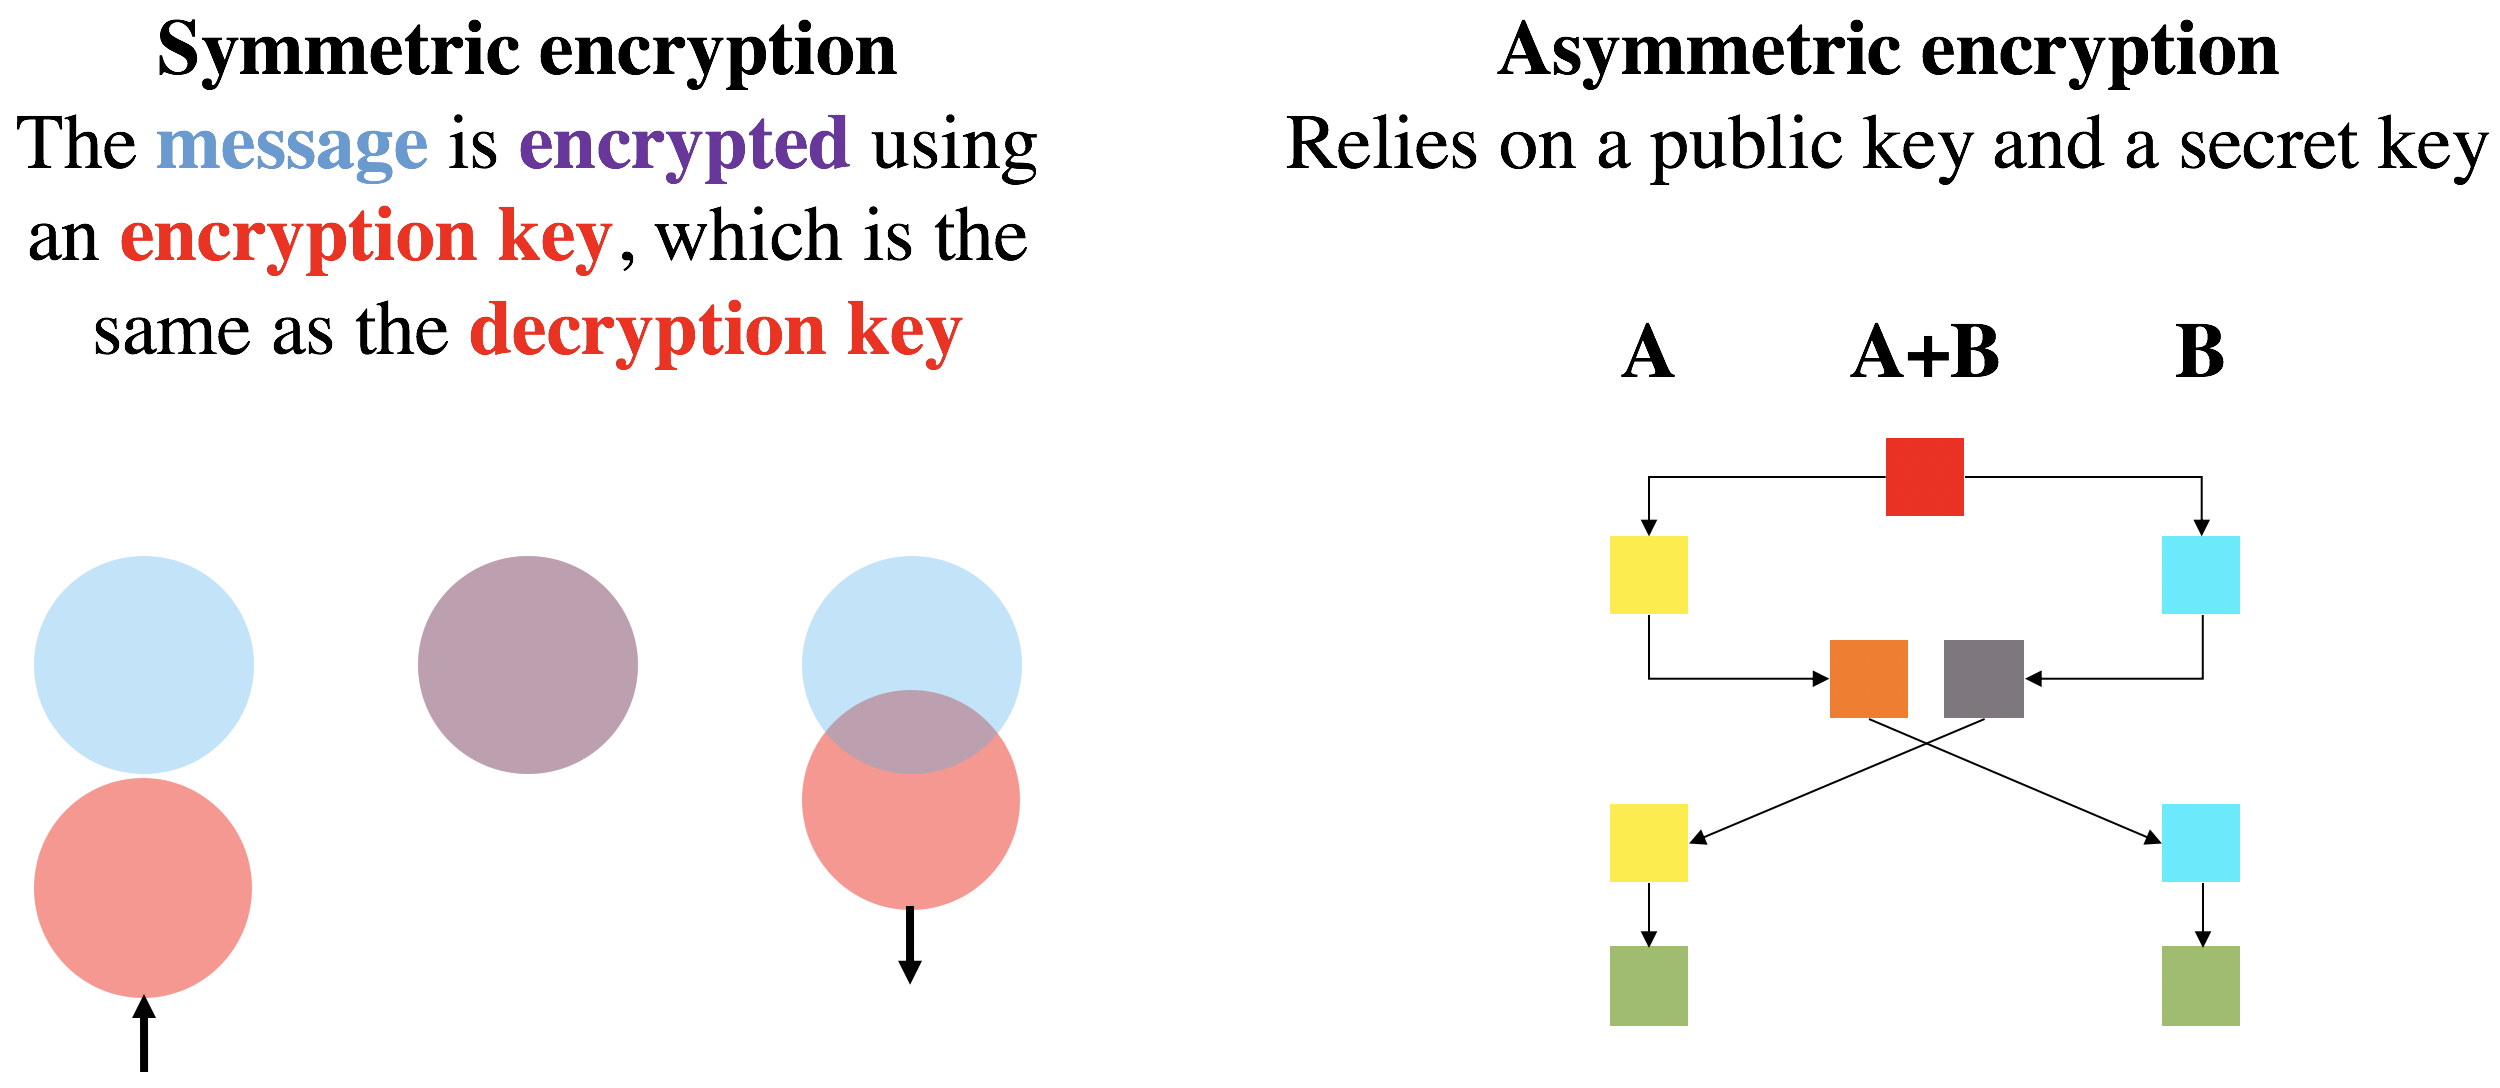 Symmetric encryption
The message is encrypted using
an encryption key, which is the
same as the decryption key
Asymmetric encryption
Relies on a public key and a secret key
A A+B B